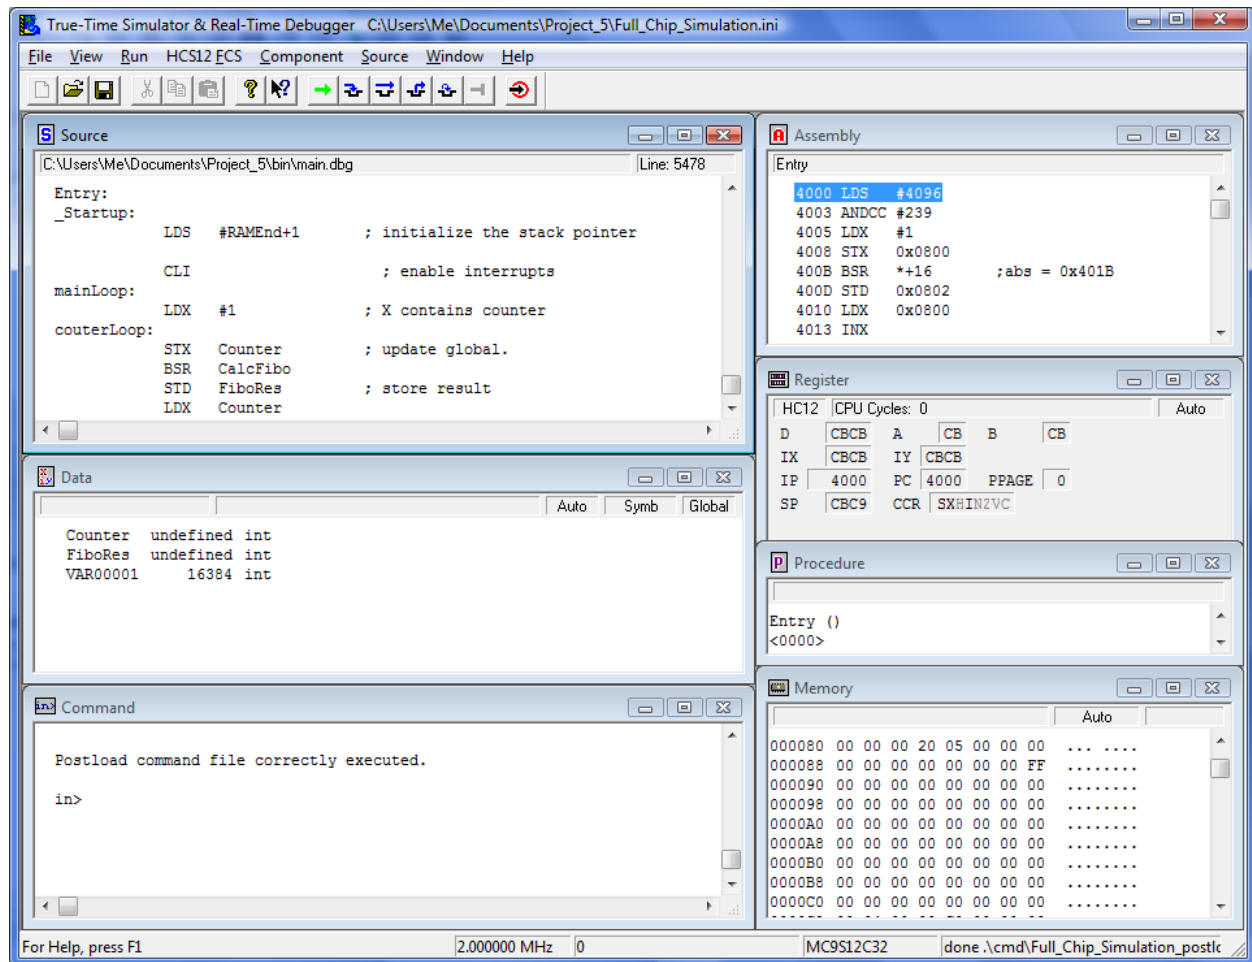 True-Time Simulator & Real-Time Debugger C:\Users\Me\Documents\Project_5\Full_Chip_Simulation.ini
File View Run HCS12 FCS Component Source Window Help
Source
C:\Users\Me\Documents\Project_5\bin\main.dbg Line: 5478
Entry:
_Startup:
LDS #RAMEnd+1 ; initialize the stack pointer
CLI ; enable interrupts
mainLoop:
LDX #1 ; X contains counter
couterLoop:
STX Counter ; update global.
BSR CalcFibo
STD FiboRes ; store result
LDX Counter
Assembly
Entry
4000 LDS #4096
4003 ANDCC #239
4005 LDX #1
4008 STX 0x0800
400B BSR *+16 ;abs = 0x401B
400D STD 0x0802
4010 LDX 0x0800
4013 INX
Register
HC12 CPU Cycles: 0 Auto
D CBCB A CB B CB
IX CBCB IY CBCB
IP 4000 PC 4000 PPAGE 0
SP CBC9 CCR SXHINZVC
Data
Auto Symb Global
Counter undefined int
FiboRes undefined int
VAR00001 16384 int
Procedure
Entry ()
<0000>
Command
Postload command file correctly executed.
in>
Memory
Auto
000080 00 00 00 20 05 00 00 00 ... ....
000088 00 00 00 00 00 00 00 FF ........
000090 00 00 00 00 00 00 00 00 ........
000098 00 00 00 00 00 00 00 00 ........
0000A0 00 00 00 00 00 00 00 00 ........
0000A8 00 00 00 00 00 00 00 00 ........
0000B0 00 00 00 00 00 00 00 00 ........
0000B8 00 00 00 00 00 00 00 00 ........
0000C0 00 00 00 00 00 00 00 00 ........
For Help, press F1 2.000000 MHz 0 MC9S12C32 done .\cmd\Full_Chip_Simulation_postlc